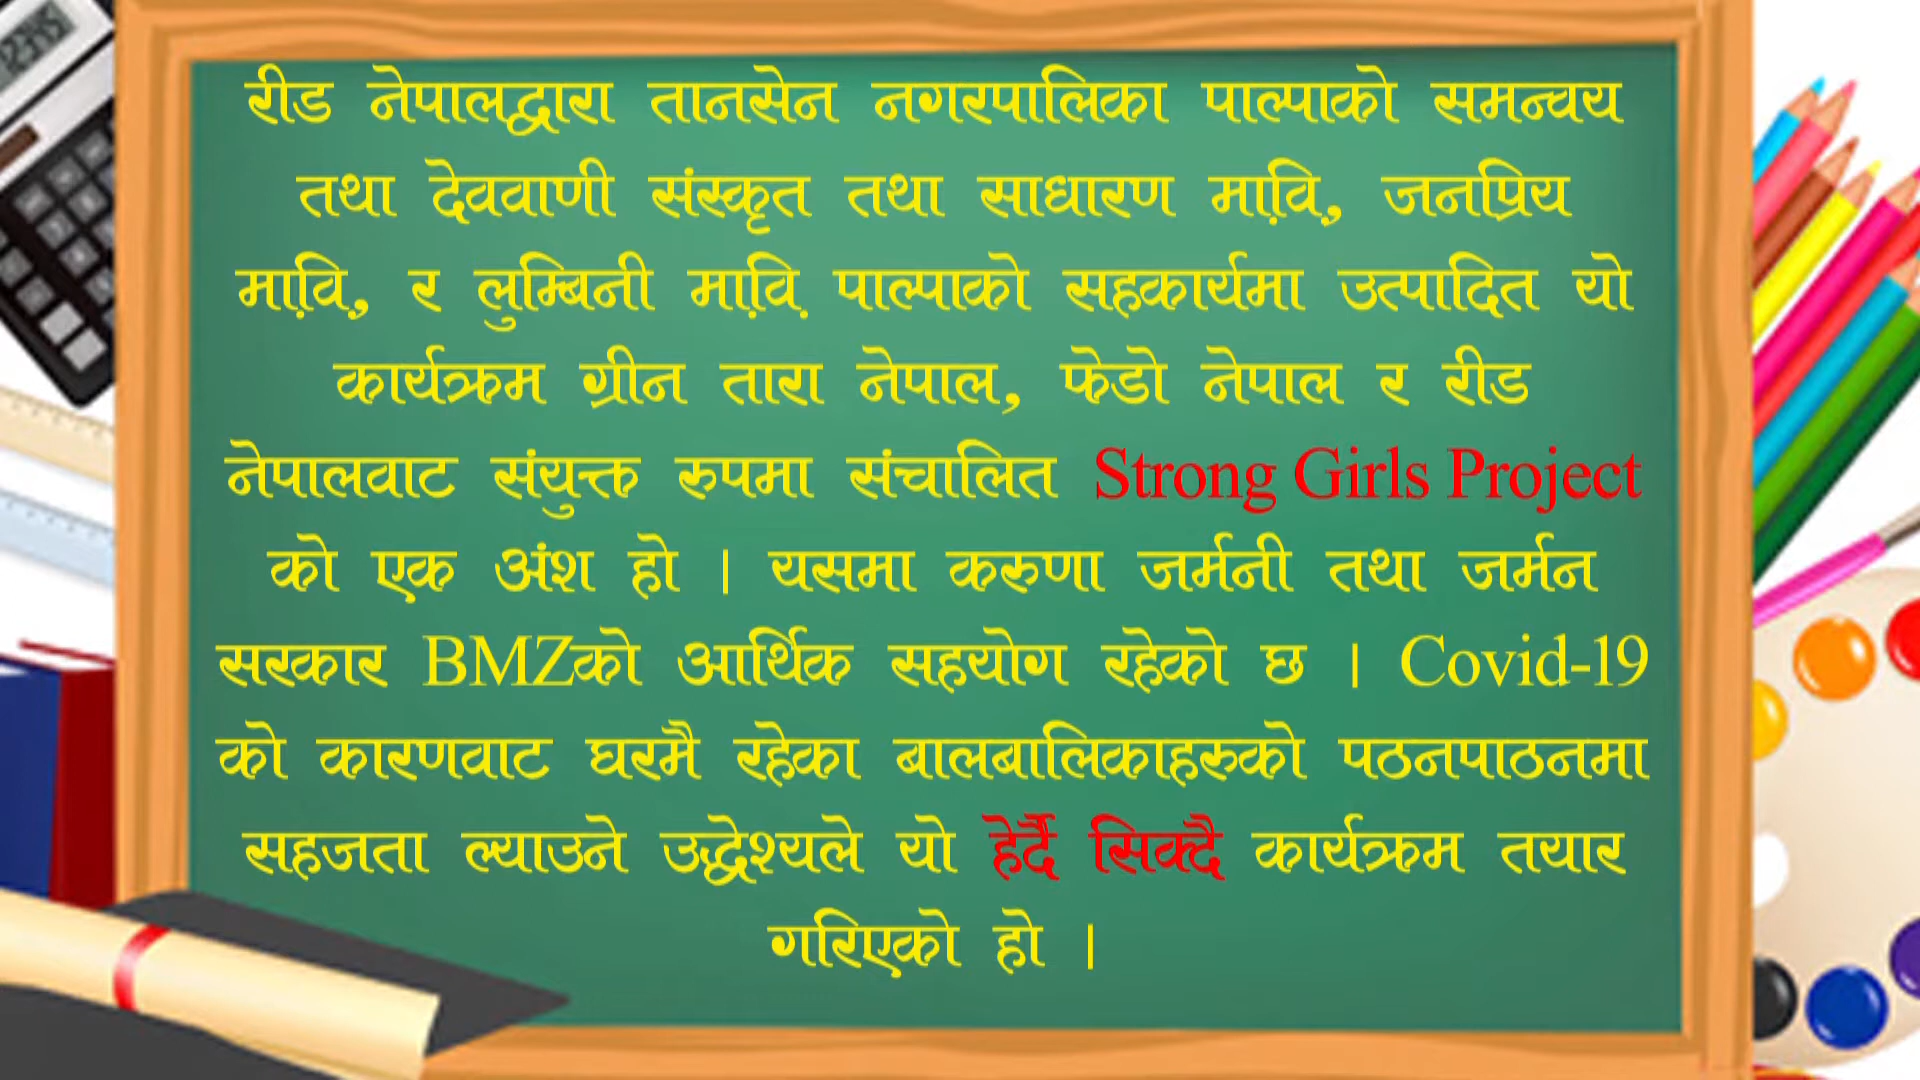 रीड नेपालद्वारा तानसेन नगरपालिका पाल्पाको समन्वय
तथा देववाणी संस्कृत तथा साधारण मा़वि़, जनप्रिय
मा़वि़, र लुम्बिनी मा़वि़ पाल्पाको सहकार्यमा उत्पादित यो
कार्यक्रम ग्रीन तारा नेपाल, फेडो नेपाल र रीड
नेपालवाट संयुक्त रुपमा संचालित Strong Girls Project
को एक अंश हो । यसमा करुणा जर्मनी तथा जर्मन
सरकार BMZको आर्थिक सहयोग रहेको छ । Covid-19
को कारणवाट घरमै रहेका बालबालिकाहरुको पठनपाठनमा
सहजता ल्याउने उद्धेश्यले यो हेर्दै सिक्दै कार्यक्रम तयार
गरिएको हो ।